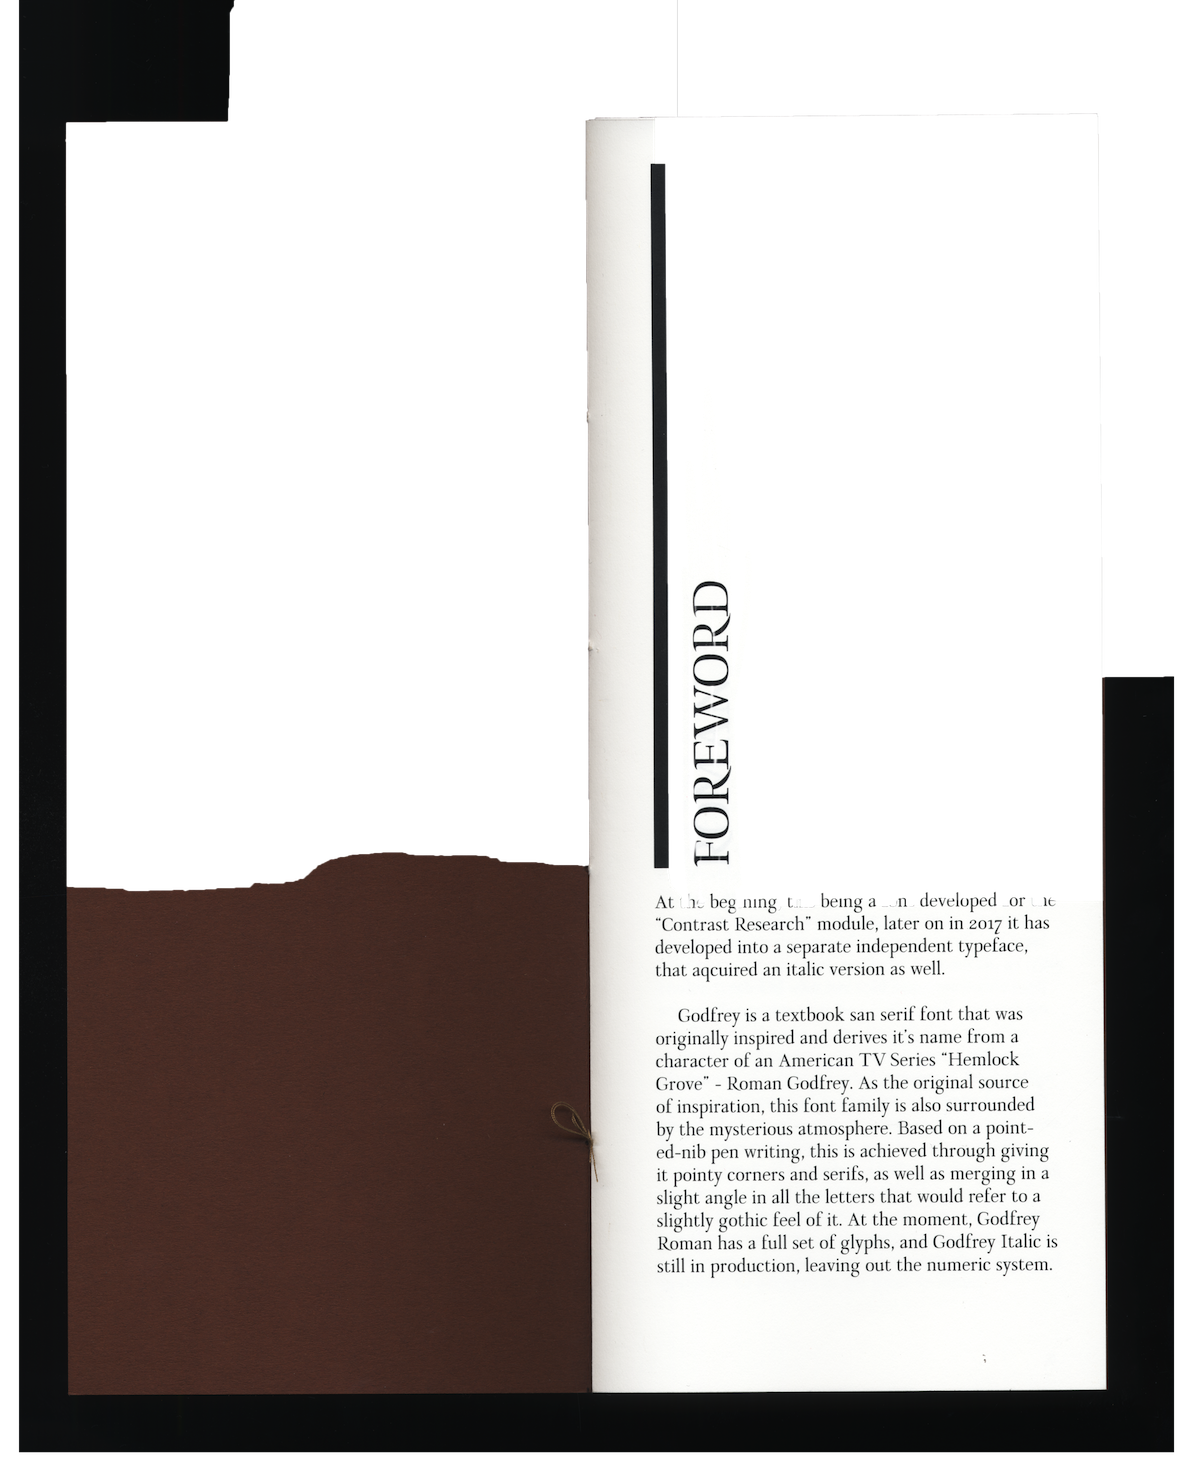 FOREWORD
At being a developed
“Contrast Research” module, later on in 2017 it has
developed into a separate independent typeface,
that aqcuired an italic version as well.
Godfrey is a textbook san serif font that was
originally inspired and derives it’s name from a
character of an American TV Series “Hemlock
Grove” - Roman Godfrey. As the original source
of inspiration, this font family is also surrounded
by the mysterious atmosphere. Based on a point-
ed-nib pen writing, this is achieved through giving
it pointy corners and serifs, as well as merging in a
slight angle in all the letters that would refer to a
slightly gothic feel of it. At the moment, Godfrey
Roman has a full set of glyphs, and Godfrey Italic is
still in production, leaving out the numeric system.